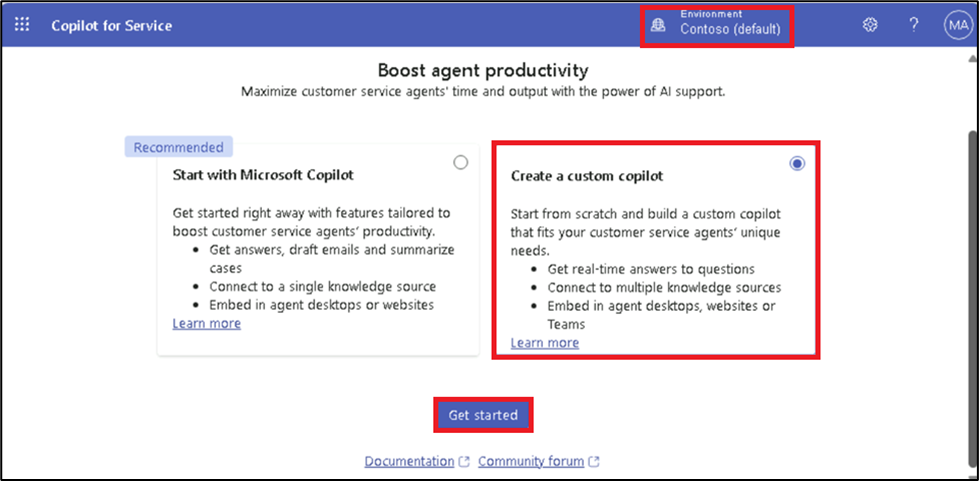 Copilot for Service
Environment
Contoso (default)
?
MA
Boost agent productivity
Maximize customer service agents' time and output with the power of AI support.
Recommended
Start with Microsoft Copilot
Get started right away with features tailored to
boost customer service agents' productivity.
• Get answers, draft emails and summarize
cases
• Connect to a single knowledge source
• Embed in agent desktops or websites
Learn more
Create a custom copilot
Start from scratch and build a custom copilot
that fits your customer service agents' unique
needs.
• Get real-time answers to questions
• Connect to multiple knowledge sources
• Embed in agent desktops, websites or
Teams
Learn more
Get started
Documentation
Community forum